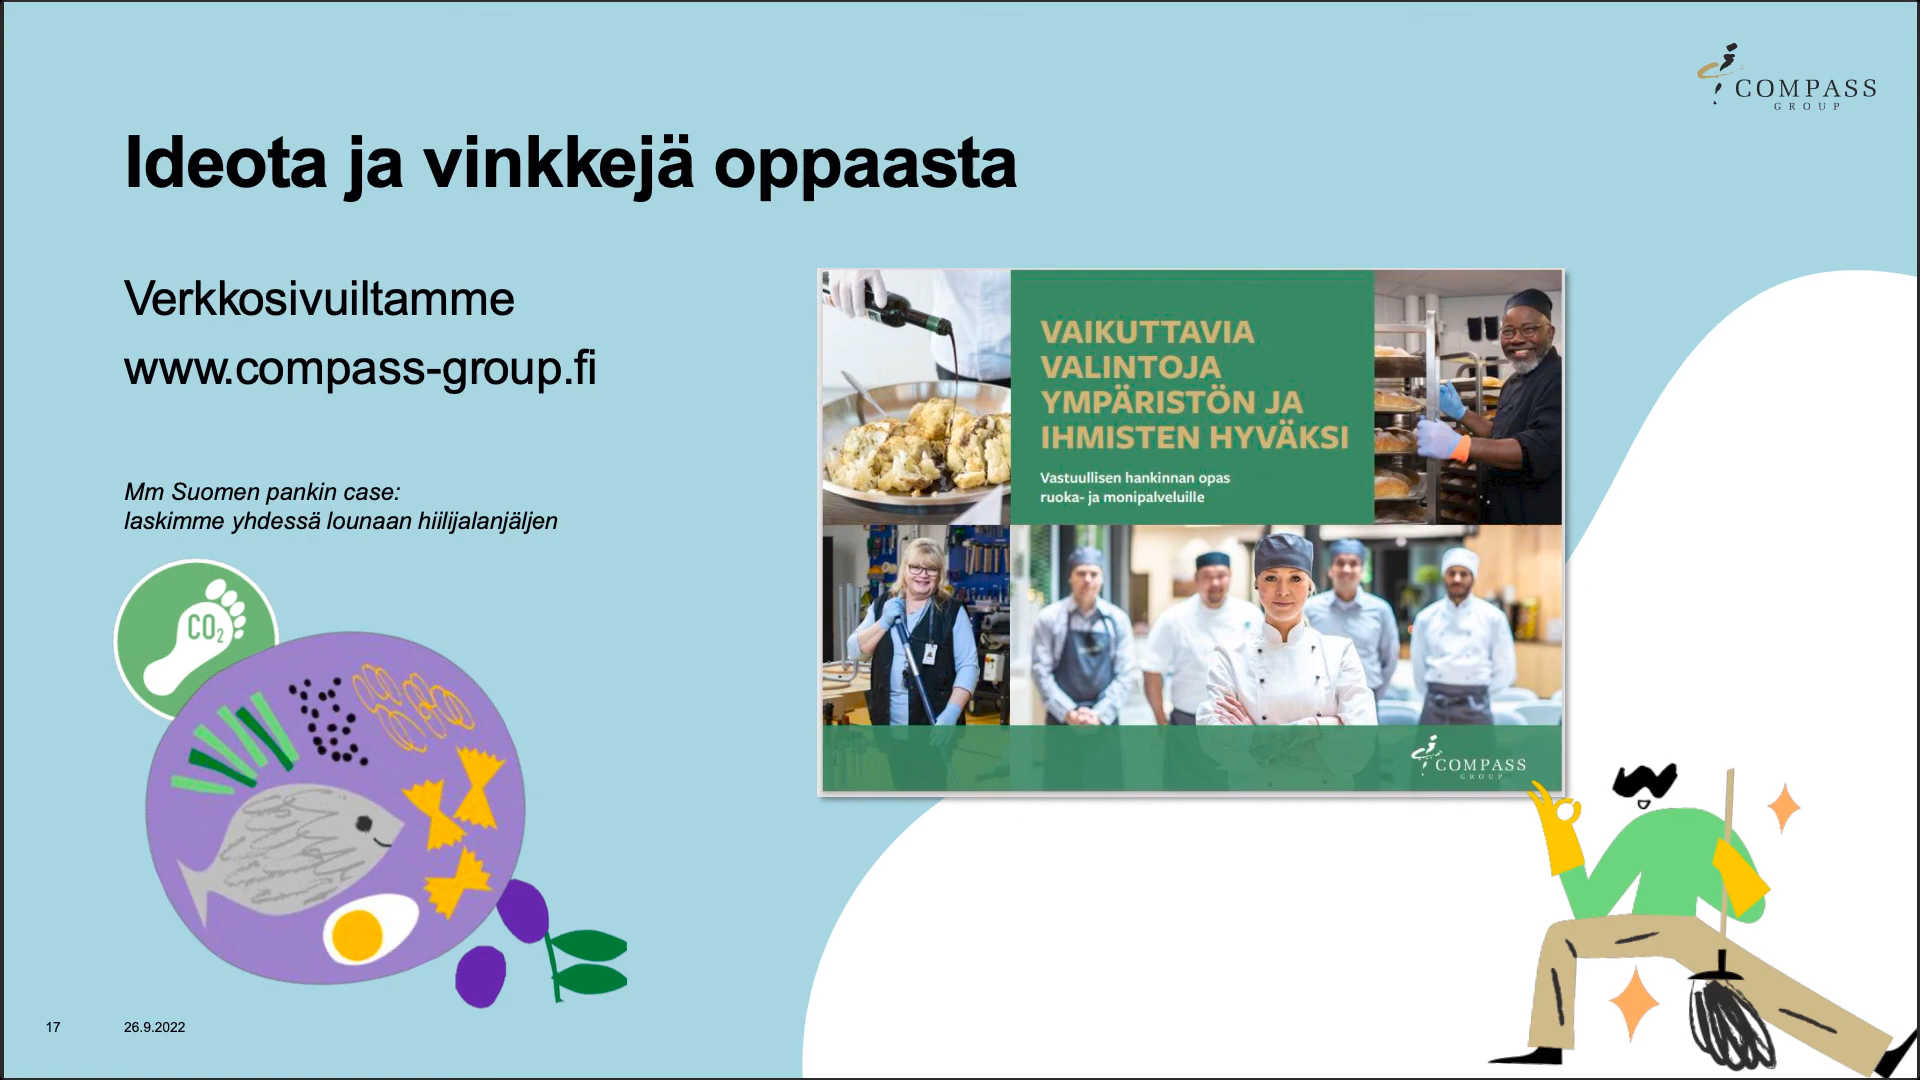 COMPASS
GROUP
Ideota ja vinkkejä oppaasta
Verkkosivuiltamme
www.compass-group.fi
Mm Suomen pankin case:
laskimme yhdessä lounaan hiilijalanjäljen
CO₂
VAIKUTTAVIA
VALINTOJA
YMPÄRISTÖN JA
IHMISTEN HYVÄKSI
Vastuullisen hankinnan opas
ruoka- ja monipalveluille
COMPASS
GROUP
17
26.9.2022